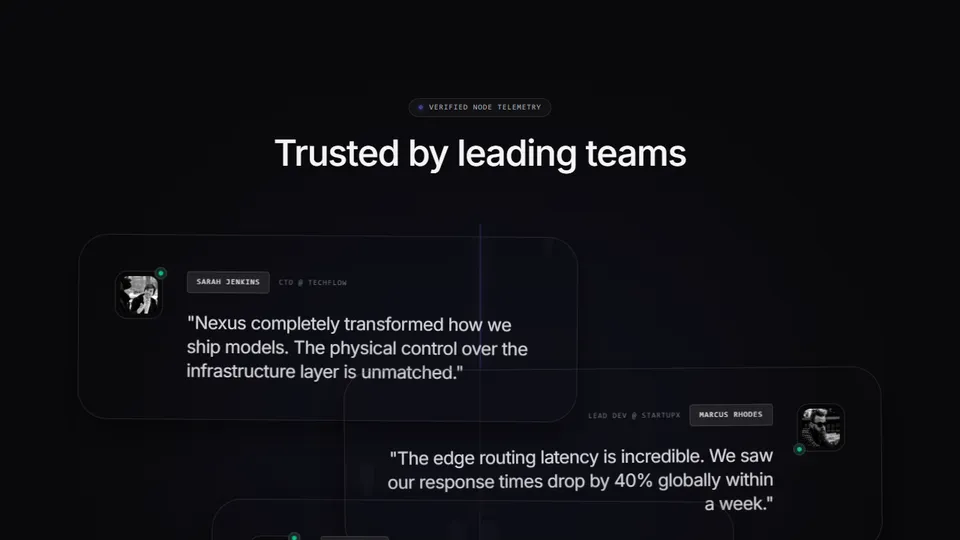 VERIFIED NODE TELEMETRY
Trusted by leading teams
SARAH JENKINS CTO @ TECHFLOW
"Nexus completely transformed how we
ship models. The physical control over the
infrastructure layer is unmatched."
LEAD DEV @ STARTUPX MARCUS RHODES
"The edge routing latency is incredible. We saw
our response times drop by 40% globally within
a week."